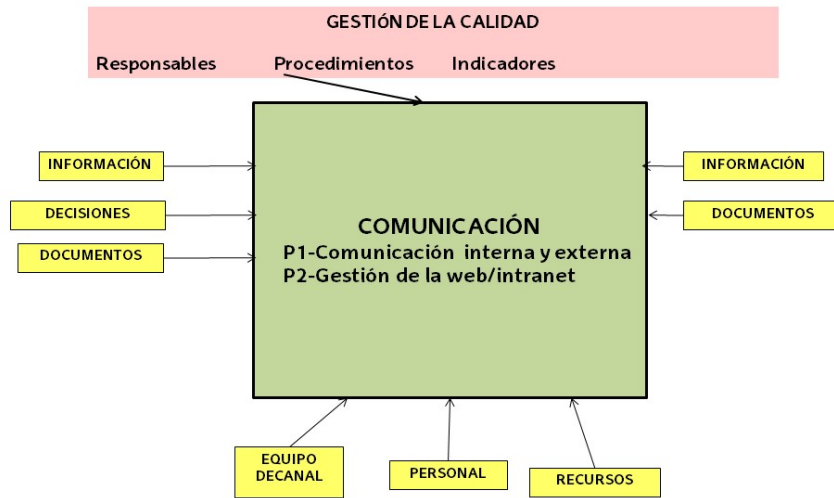 GESTIÓN DE LA CALIDAD
Responsables Procedimientos Indicadores
INFORMACIÓN
DECISIONES
DOCUMENTOS
COMUNICACIÓN
P1-Comunicación interna y externa
P2-Gestión de la web/intranet
INFORMACIÓN
DOCUMENTOS
EQUIPO
DECANAL
PERSONAL
RECURSOS